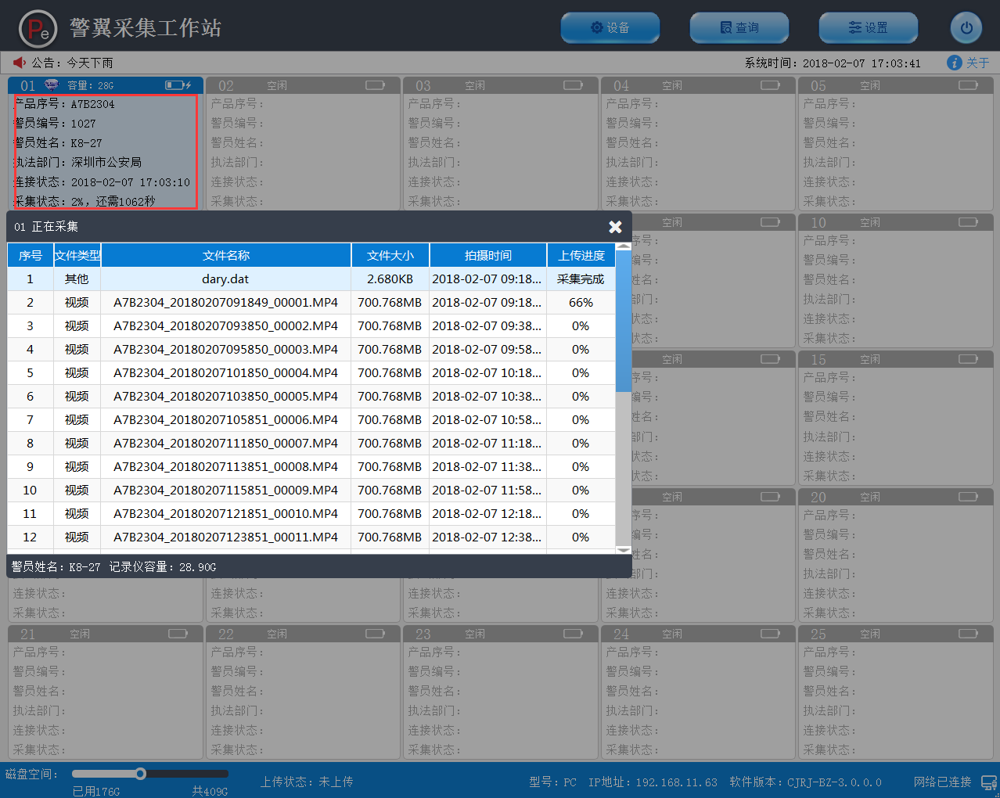 Pe 警翼采集工作站 设备 查询 设置
公告：今天下雨 系统时间：2018-02-07 17:03:41 关于
01 容量：28G 02 空闲 03 空闲 04 空闲 05 空闲
产品序号：A7B2304 产品序号： 产品序号： 产品序号： 产品序号：
警员编号：1027 警员编号： 警员编号： 警员编号： 警员编号：
警员姓名：K8-27 警员姓名： 警员姓名： 警员姓名： 警员姓名：
执法部门：深圳市公安局 执法部门： 执法部门： 执法部门： 执法部门：
连接状态：2018-02-07 17:03:10 连接状态： 连接状态： 连接状态： 连接状态：
采集状态：2%，还需1062秒 采集状态： 采集状态： 采集状态： 采集状态：
01 正在采集
序号 文件类型 文件名称 文件大小 拍摄时间 上传进度
1 其他 dary.dat 2.680KB 2018-02-07 09:18... 采集完成
2 视频 A7B2304_20180207091849_00001.MP4 700.768MB 2018-02-07 09:18... 66%
3 视频 A7B2304_20180207093850_00002.MP4 700.768MB 2018-02-07 09:38... 0%
4 视频 A7B2304_20180207095850_00003.MP4 700.768MB 2018-02-07 09:58... 0%
5 视频 A7B2304_20180207101850_00004.MP4 700.768MB 2018-02-07 10:18... 0%
6 视频 A7B2304_20180207103850_00005.MP4 700.768MB 2018-02-07 10:38... 0%
7 视频 A7B2304_20180207105851_00006.MP4 700.768MB 2018-02-07 10:58... 0%
8 视频 A7B2304_20180207111850_00007.MP4 700.768MB 2018-02-07 11:18... 0%
9 视频 A7B2304_20180207113851_00008.MP4 700.768MB 2018-02-07 11:38... 0%
10 视频 A7B2304_20180207115851_00009.MP4 700.768MB 2018-02-07 11:58... 0%
11 视频 A7B2304_20180207121851_00010.MP4 700.768MB 2018-02-07 12:18... 0%
12 视频 A7B2304_20180207123851_00011.MP4 700.768MB 2018-02-07 12:38... 0%
警员姓名：K8-27 记录仪容量：28.90G
空闲 10 空闲
序号： 产品序号：
编号： 警员编号：
姓名： 警员姓名：
部门： 执法部门：
状态： 连接状态：
状态： 采集状态：
空闲 15 空闲
序号： 产品序号：
编号： 警员编号：
姓名： 警员姓名：
部门： 执法部门：
状态： 连接状态：
状态： 采集状态：
空闲 20 空闲
序号： 产品序号：
编号： 警员编号：
姓名： 警员姓名：
部门： 执法部门：
连接状态： 连接状态： 连接状态： 连接状态： 连接状态：
采集状态： 采集状态： 采集状态： 采集状态： 采集状态：
21 空闲 22 空闲 23 空闲 24 空闲 25 空闲
产品序号： 产品序号： 产品序号： 产品序号： 产品序号：
警员编号： 警员编号： 警员编号： 警员编号： 警员编号：
警员姓名： 警员姓名： 警员姓名： 警员姓名： 警员姓名：
执法部门： 执法部门： 执法部门： 执法部门： 执法部门：
连接状态： 连接状态： 连接状态： 连接状态： 连接状态：
采集状态： 采集状态： 采集状态： 采集状态： 采集状态：
磁盘空间： 上传状态：未上传 型号：PC IP地址：192.168.11.63 软件版本：CJRJ-BZ-3.0.0.0 网络已连接
已用176G 共409G